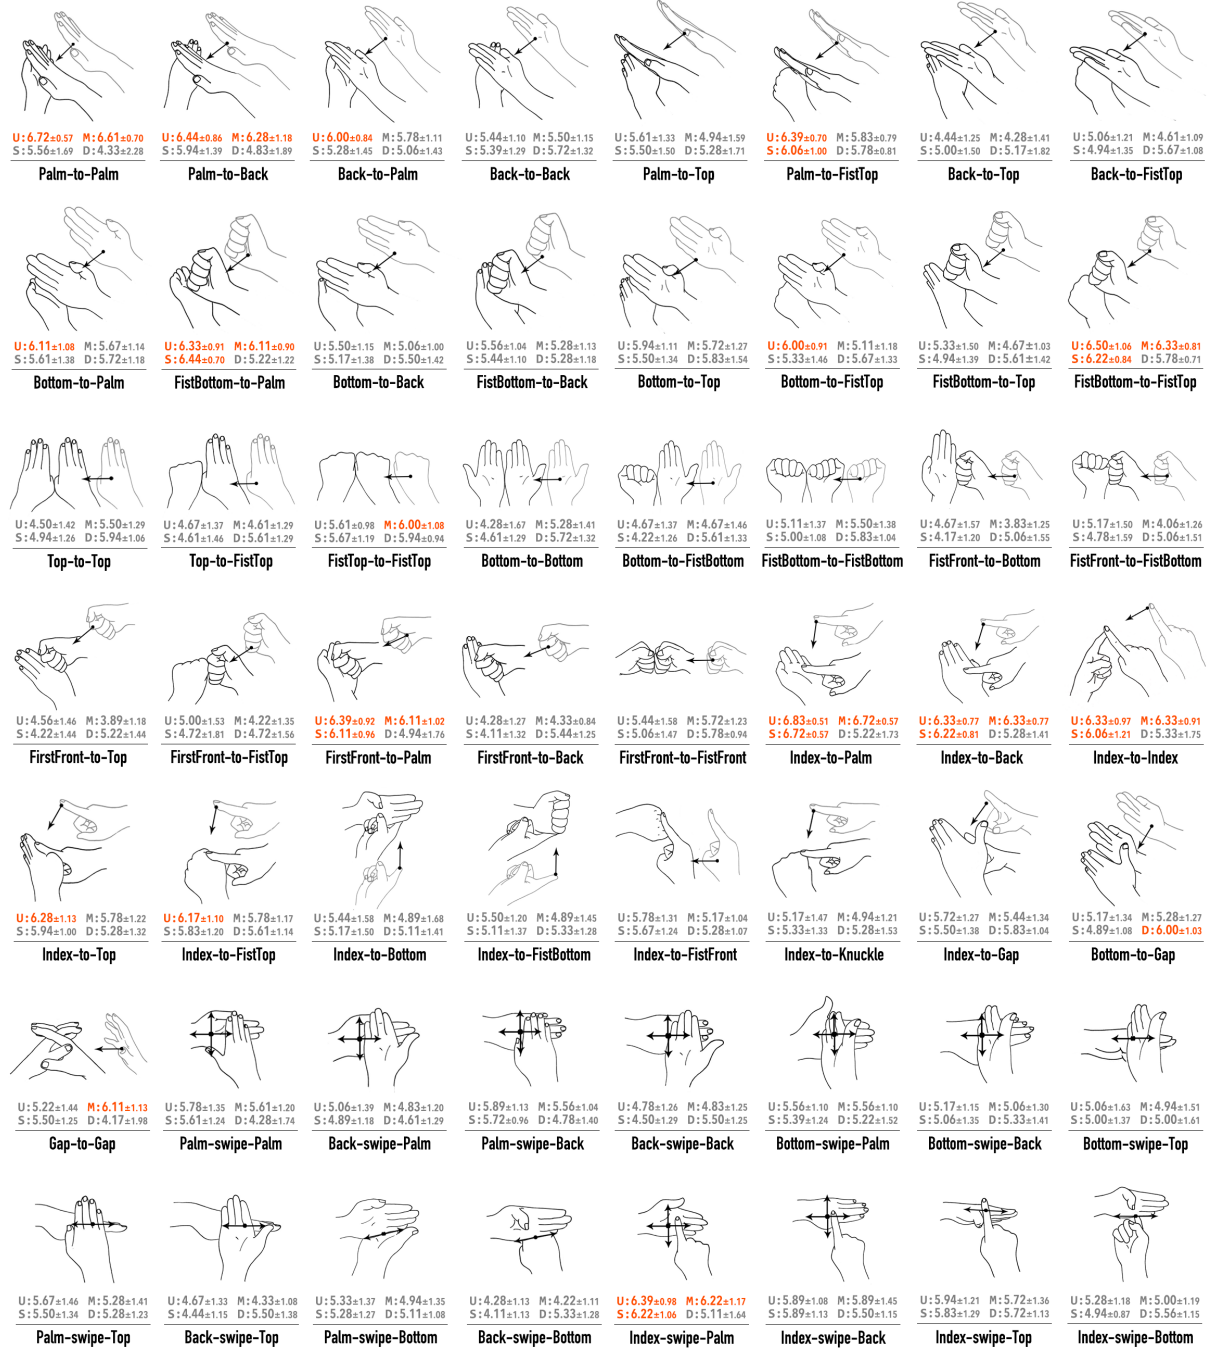 U:6.72±0.57 M:6.61±0.70 U:6.44±0.86 M:6.28±1.18 U:6.00±0.84 M:5.78±1.11 U:5.44±1.10 M:5.50±1.15 U:5.61±1.33 M:4.94±1.59 U:6.39±0.70 M:5.83±0.79 U:4.44±1.25 M:4.28±1.41 U:5.06±1.21 M:4.61±1.09
S:5.56±1.69 D:4.33±2.28 S:5.94±1.39 D:4.83±1.89 S:5.28±1.45 D:5.06±1.43 S:5.39±1.29 D:5.72±1.32 S:5.50±1.50 D:5.28±1.71 S:6.06±1.00 D:5.78±0.81 S:5.00±1.50 D:5.17±1.82 S:4.94±1.35 D:5.67±1.08
Palm-to-Palm Palm-to-Back Back-to-Palm Back-to-Back Palm-to-Top Palm-to-FistTop Back-to-Top Back-to-FistTop
U:6.11±1.08 M:5.67±1.14 U:6.33±0.91 M:6.11±0.90 U:5.50±1.15 M:5.06±1.00 U:5.56±1.04 M:5.28±1.13 U:5.94±1.11 M:5.72±1.27 U:6.00±0.91 M:5.11±1.18 U:5.33±1.50 M:4.67±1.03 U:6.50±1.06 M:6.33±0.81
S:5.61±1.38 D:5.72±1.18 S:6.44±0.70 D:5.22±1.22 S:5.17±1.38 D:5.50±1.42 S:5.44±1.10 D:5.28±1.18 S:5.50±1.34 D:5.83±1.54 S:5.33±1.46 D:5.67±1.33 S:4.94±1.39 D:5.61±1.42 S:6.22±0.84 D:5.78±0.71
Bottom-to-Palm FistBottom-to-Palm Bottom-to-Back FistBottom-to-Back Bottom-to-Top Bottom-to-FistTop FistBottom-to-Top FistBottom-to-FistTop
U:4.50±1.42 M:5.50±1.29 U:4.67±1.37 M:4.61±1.29 U:5.61±0.98 M:6.00±1.08 U:4.28±1.67 M:5.28±1.41 U:4.67±1.37 M:4.67±1.46 U:5.11±1.37 M:5.50±1.38 U:4.67±1.57 M:3.83±1.25 U:5.17±1.50 M:4.06±1.26
S:4.94±1.26 D:5.94±1.06 S:4.61±1.46 D:5.61±1.29 S:5.67±1.19 D:5.94±0.94 S:4.61±1.29 D:5.72±1.32 S:4.22±1.26 D:5.61±1.33 S:5.00±1.08 D:5.83±1.04 S:4.17±1.20 D:5.06±1.55 S:4.78±1.59 D:5.06±1.51
Top-to-Top Top-to-FistTop FistTop-to-FistTop Bottom-to-Bottom Bottom-to-FistBottom FistBottom-to-FistBottom FistFront-to-Bottom FistFront-to-FistBottom
U:4.56±1.46 M:3.89±1.18 U:5.00±1.53 M:4.22±1.35 U:6.39±0.92 M:6.11±1.02 U:4.28±1.27 M:4.33±0.84 U:5.44±1.58 M:5.72±1.23 U:6.83±0.51 M:6.72±0.57 U:6.33±0.77 M:6.33±0.77 U:6.33±0.97 M:6.33±0.91
S:4.22±1.44 D:5.22±1.44 S:4.72±1.81 D:4.72±1.56 S:6.11±0.96 D:4.94±1.76 S:4.11±1.32 D:5.44±1.25 S:5.06±1.47 D:5.78±0.94 S:6.72±0.57 D:5.22±1.73 S:6.22±0.81 D:5.28±1.41 S:6.06±1.21 D:5.33±1.75
FirstFront-to-Top FirstFront-to-FistTop FirstFront-to-Palm FirstFront-to-Back FirstFront-to-FistFront Index-to-Palm Index-to-Back Index-to-Index
U:6.28±1.13 M:5.78±1.22 U:6.17±1.10 M:5.78±1.17 U:5.44±1.58 M:4.89±1.68 U:5.50±1.20 M:4.89±1.45 U:5.78±1.31 M:5.17±1.04 U:5.17±1.47 M:4.94±1.21 U:5.72±1.27 M:5.44±1.34 U:5.17±1.34 M:5.28±1.27
S:5.94±1.00 D:5.28±1.32 S:5.83±1.20 D:5.61±1.14 S:5.17±1.50 D:5.11±1.41 S:5.11±1.37 D:5.33±1.28 S:5.67±1.24 D:5.28±1.07 S:5.33±1.33 D:5.28±1.53 S:5.50±1.38 D:5.83±1.04 S:4.89±1.08 D:6.00±1.03
Index-to-Top Index-to-FistTop Index-to-Bottom Index-to-FistBottom Index-to-FistFront Index-to-Knuckle Index-to-Gap Bottom-to-Gap
U:5.22±1.44 M:6.11±1.13 U:5.78±1.35 M:5.61±1.20 U:5.06±1.39 M:4.83±1.20 U:5.89±1.13 M:5.56±1.04 U:4.78±1.26 M:4.83±1.25 U:5.56±1.10 M:5.56±1.10 U:5.17±1.15 M:5.06±1.30 U:5.06±1.63 M:4.94±1.51
S:5.50±1.25 D:4.17±1.98 S:5.61±1.24 D:4.28±1.74 S:4.89±1.18 D:4.61±1.29 S:5.72±0.96 D:4.78±1.40 S:4.50±1.29 D:5.50±1.25 S:5.39±1.24 D:5.22±1.52 S:5.06±1.35 D:5.33±1.41 S:5.00±1.37 D:5.00±1.61
Gap-to-Gap Palm-swipe-Palm Back-swipe-Palm Palm-swipe-Back Back-swipe-Back Bottom-swipe-Palm Bottom-swipe-Back Bottom-swipe-Top
U:5.67±1.46 M:5.28±1.41 U:4.67±1.33 M:4.33±1.08 U:5.33±1.37 M:4.94±1.35 U:4.28±1.13 M:4.22±1.11 U:6.39±0.98 M:6.22±1.17 U:5.89±1.08 M:5.89±1.45 U:5.94±1.21 M:5.72±1.36 U:5.28±1.18 M:5.00±1.19
S:5.50±1.34 D:5.28±1.23 S:4.44±1.15 D:5.50±1.38 S:5.28±1.27 D:5.11±1.08 S:4.11±1.13 D:5.33±1.28 S:6.22±1.06 D:5.11±1.64 S:5.89±1.13 D:5.50±1.15 S:5.83±1.29 D:5.72±1.13 S:4.94±0.87 D:5.56±1.15
Palm-swipe-Top Back-swipe-Top Palm-swipe-Bottom Back-swipe-Bottom Index-swipe-Palm Index-swipe-Back Index-swipe-Top Index-swipe-Bottom